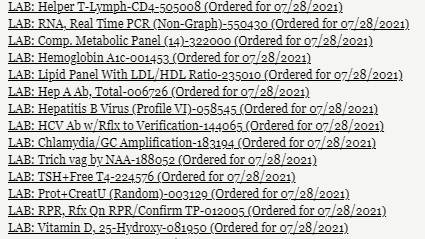 LAB: Helper T-Lymph-CD4-505008 (Ordered for 07/28/2021)
LAB: RNA, Real Time PCR (Non-Graph)-550430 (Ordered for 07/28/2021)
LAB: Comp. Metabolic Panel (14)-322000 (Ordered for 07/28/2021)
LAB: Hemoglobin A1c-001453 (Ordered for 07/28/2021)
LAB: Lipid Panel With LDL/HDL Ratio-235010 (Ordered for 07/28/2021)
LAB: Hep A Ab, Total-006726 (Ordered for 07/28/2021)
LAB: Hepatitis B Virus (Profile VI)-058545 (Ordered for 07/28/2021)
LAB: HCV Ab w/Rflx to Verification-144065 (Ordered for 07/28/2021)
LAB: Chlamydia/GC Amplification-183194 (Ordered for 07/28/2021)
LAB: Trich vag by NAA-188052 (Ordered for 07/28/2021)
LAB: TSH+Free T4-224576 (Ordered for 07/28/2021)
LAB: Prot+CreatU (Random)-003129 (Ordered for 07/28/2021)
LAB: RPR, Rfx Qn RPR/Confirm TP-012005 (Ordered for 07/28/2021)
LAB: Vitamin D, 25-Hydroxy-081950 (Ordered for 07/28/2021)